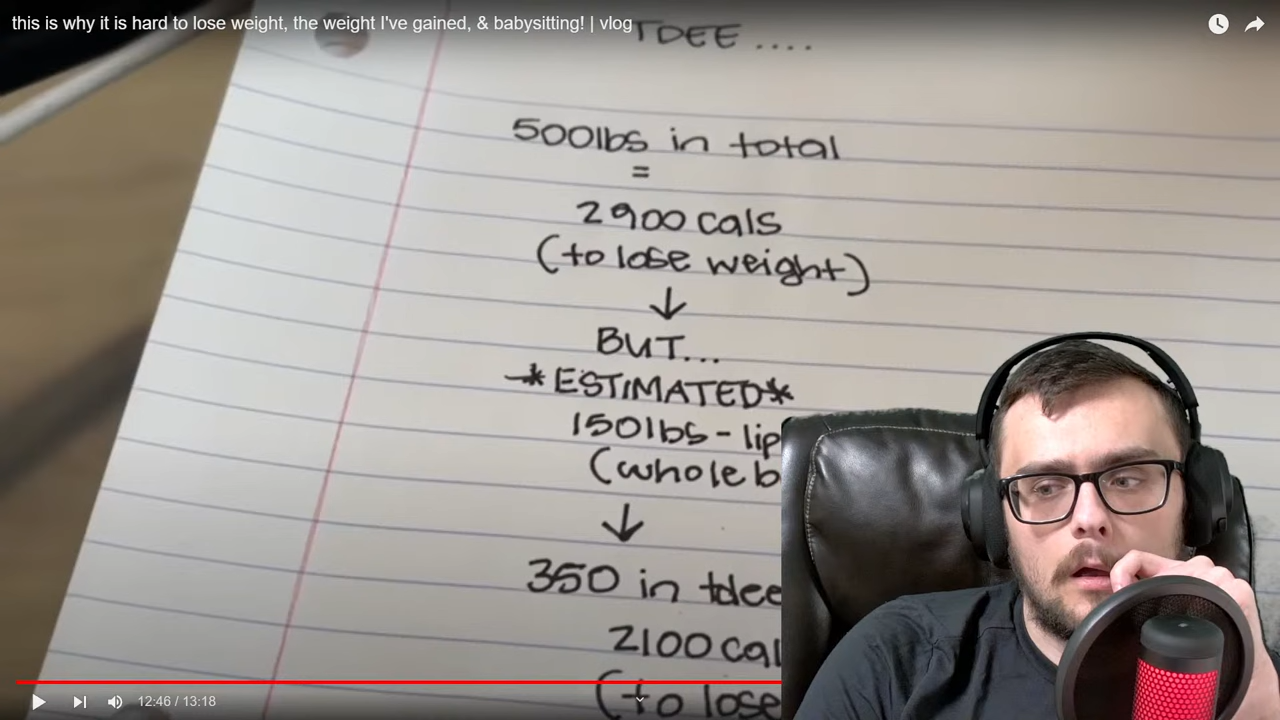 this is why it is hard to lose weight, the weight I've gained, & babysitting! | vlog
TDEE ....
500lbs in total
=
2900 cals
(to lose weight)
↓
BUT...
*ESTIMATED*
150lbs - lip
(whole b
↓
350 in tdee
2100 cal
(to lose
12:46 / 13:18